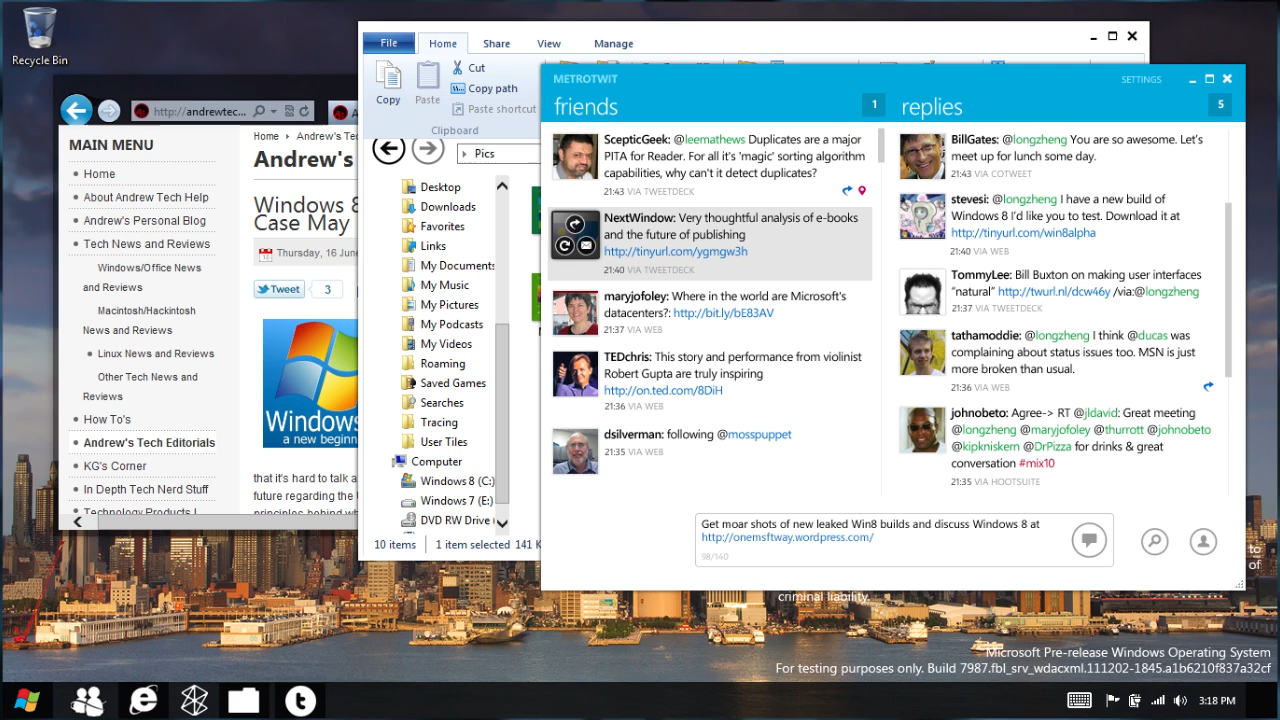 Recycle Bin
http://andrewtec...
MAIN MENU
Home
About Andrew Tech Help
Andrew's Personal Blog
Tech News and Reviews
Windows/Office News
and Reviews
Macintosh/Hackintosh
News and Reviews
Linux News and Reviews
Other Tech News and
Reviews
How To's
Andrew's Tech Editorials
KG's Corner
In Depth Tech Nerd Stuff
Technology Products
Home
Andrew's Te
Andrew's
Windows 8
Case May
Thursday, 16 June
Tweet
3
Windows
a new beginn
that it's hard to talk a
future regarding the
principles behind
File
Home
Share
View
Manage
Copy
Paste
Cut
Copy path
Paste shortcut
Clipboard
Pics
Desktop
Downloads
Favorites
Links
My Documents
My Music
My Pictures
My Podcasts
My Videos
Roaming
Saved Games
Searches
Tracing
User Tiles
Computer
Windows 8 (C:)
Windows 7 (E:)
DVD RW Drive
10 items
1 item selected 141 K
METROTWIT
SETTINGS
friends
1
ScepticGeek: @leemathews Duplicates are a major
PITA for Reader. For all it's 'magic' sorting algorithm
capabilities, why can't it detect duplicates?
21:43 VIA TWEETDECK
NextWindow: Very thoughtful analysis of e-books
and the future of publishing
http://tinyurl.com/ygmgw3h
21:40 VIA TWEETDECK
maryjofoley: Where in the world are Microsoft's
datacenters?: http://bit.ly/bE83AV
21:37 VIA WEB
TEDchris: This story and performance from violinist
Robert Gupta are truly inspiring
http://on.ted.com/8DiH
21:36 VIA WEB
dsilverman: following @mosspuppet
21:35 VIA WEB
replies
5
BillGates: @longzheng You are so awesome. Let's
meet up for lunch some day.
21:43 VIA COTWEET
stevesi: @longzheng I have a new build of
Windows 8 I'd like you to test. Download it at
http://tinyurl.com/win8alpha
21:40 VIA WEB
TommyLee: Bill Buxton on making user interfaces
"natural" http://twurl.nl/dcw46y /via:@longzheng
21:37 VIA TWEETDECK
tathamoddie: @longzheng I think @ducas was
complaining about status issues too. MSN is just
more broken than usual.
21:36 VIA WEB
johnobeto: Agree-> RT @jldavid: Great meeting
@longzheng @maryjofoley @thurrott @johnobeto
@kipkniskern @DrPizza for drinks & great
conversation #mix10
21:35 VIA HOOTSUITE
Get moar shots of new leaked Win8 builds and discuss Windows 8 at
http://onemsftway.wordpress.com/
98/140
to
of
criminal liability.
Microsoft Pre-release Windows Operating System
For testing purposes only. Build 7987.fbl_srv_wdacxml.111202-1845.a1b6210f837a32cf
3:18 PM